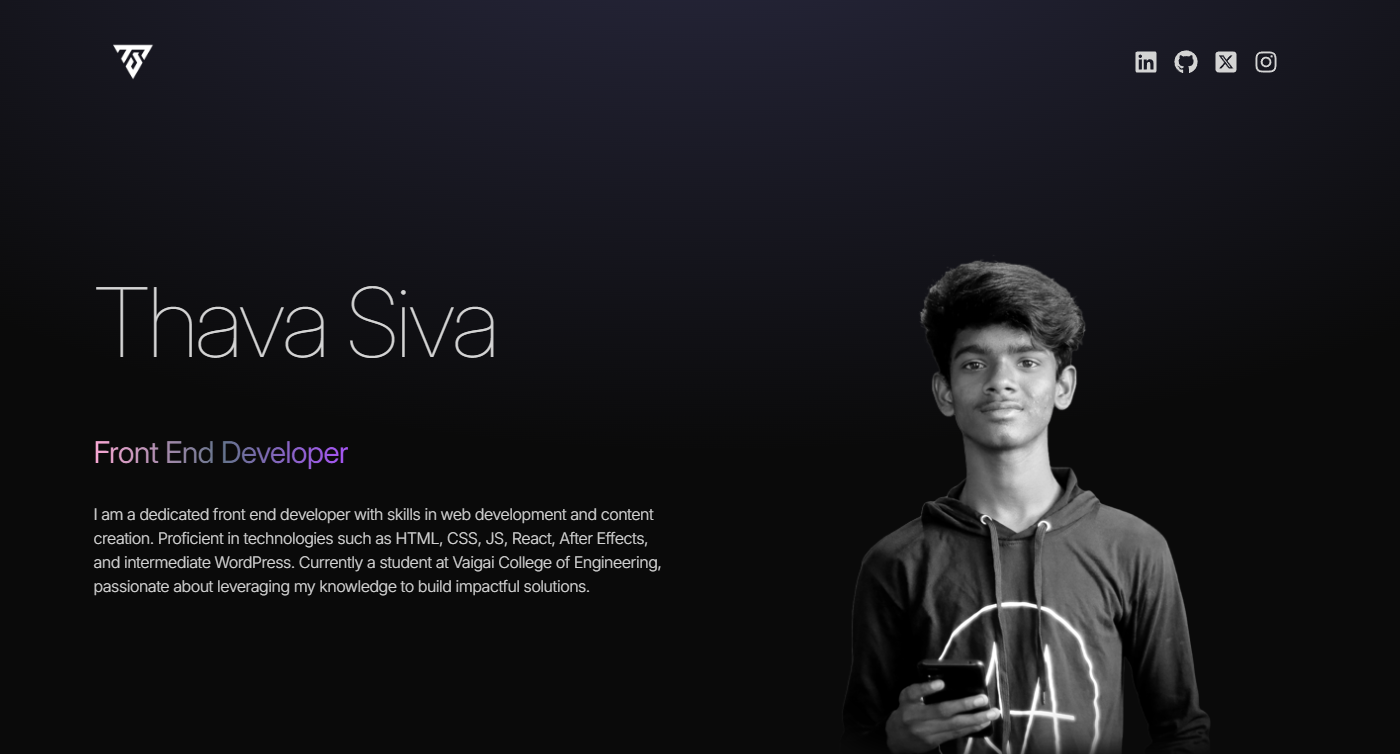 Thava Siva
Front End Developer
I am a dedicated front end developer with skills in web development and content
creation. Proficient in technologies such as HTML, CSS, JS, React, After Effects,
and intermediate WordPress. Currently a student at Vaigai College of Engineering,
passionate about leveraging my knowledge to build impactful solutions.